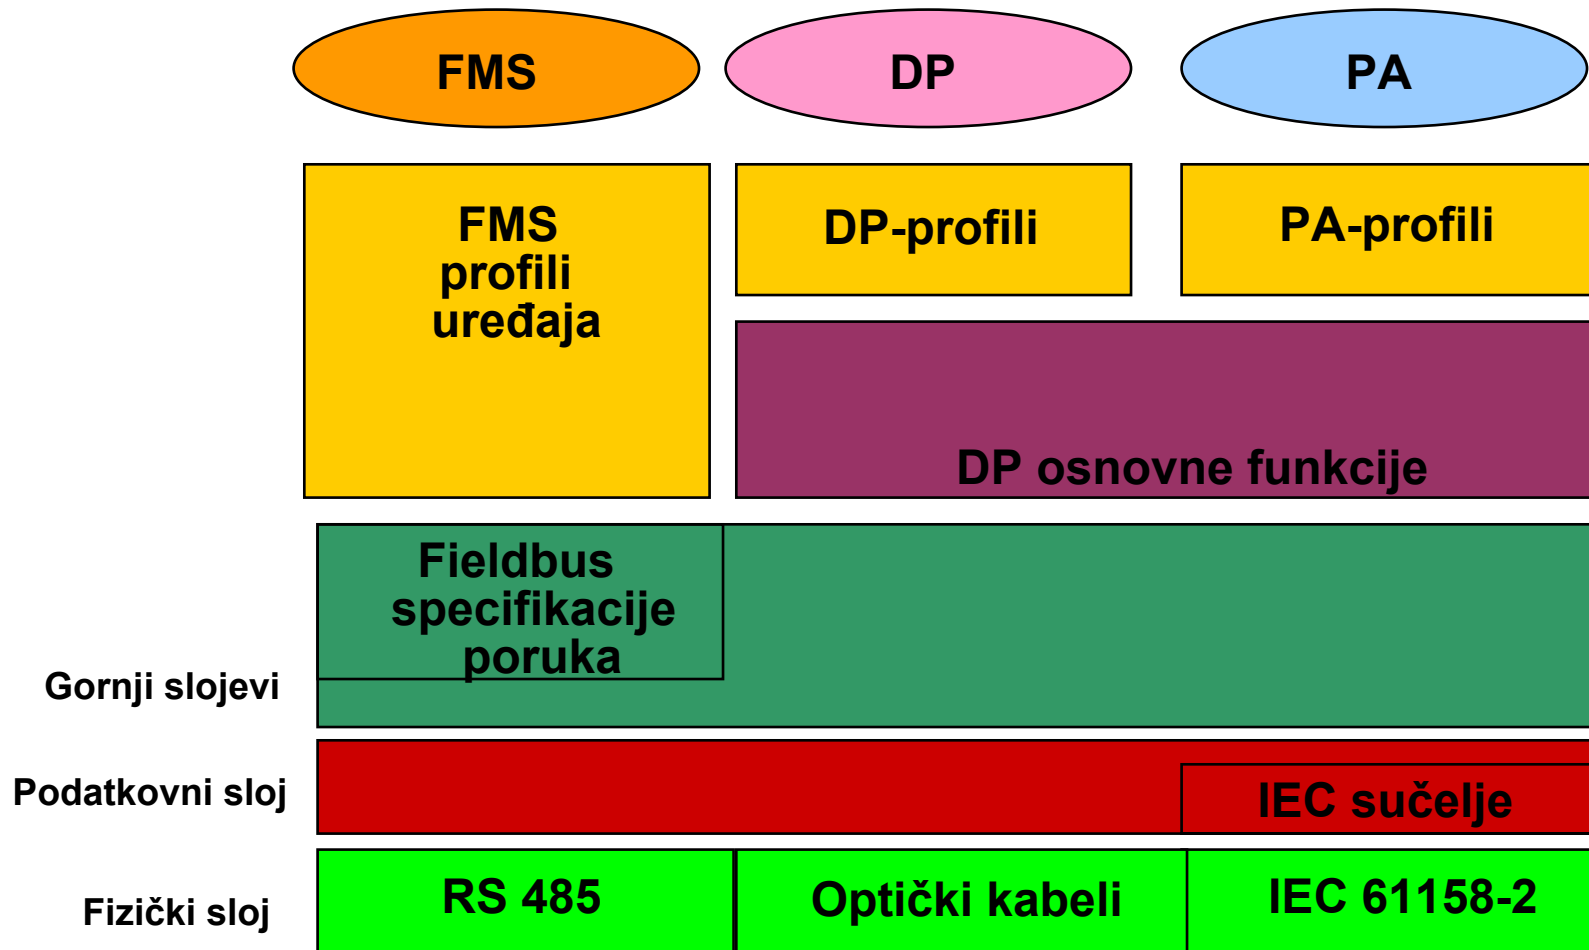 FMS
DP
PA
FMS
profili
uređaja
DP-profili
PA-profili
DP osnovne funkcije
Fieldbus
specifikacije
poruka
Gornji slojevi
Podatkovni sloj
IEC sučelje
Fizički sloj
RS 485
Optički kabeli
IEC 61158-2